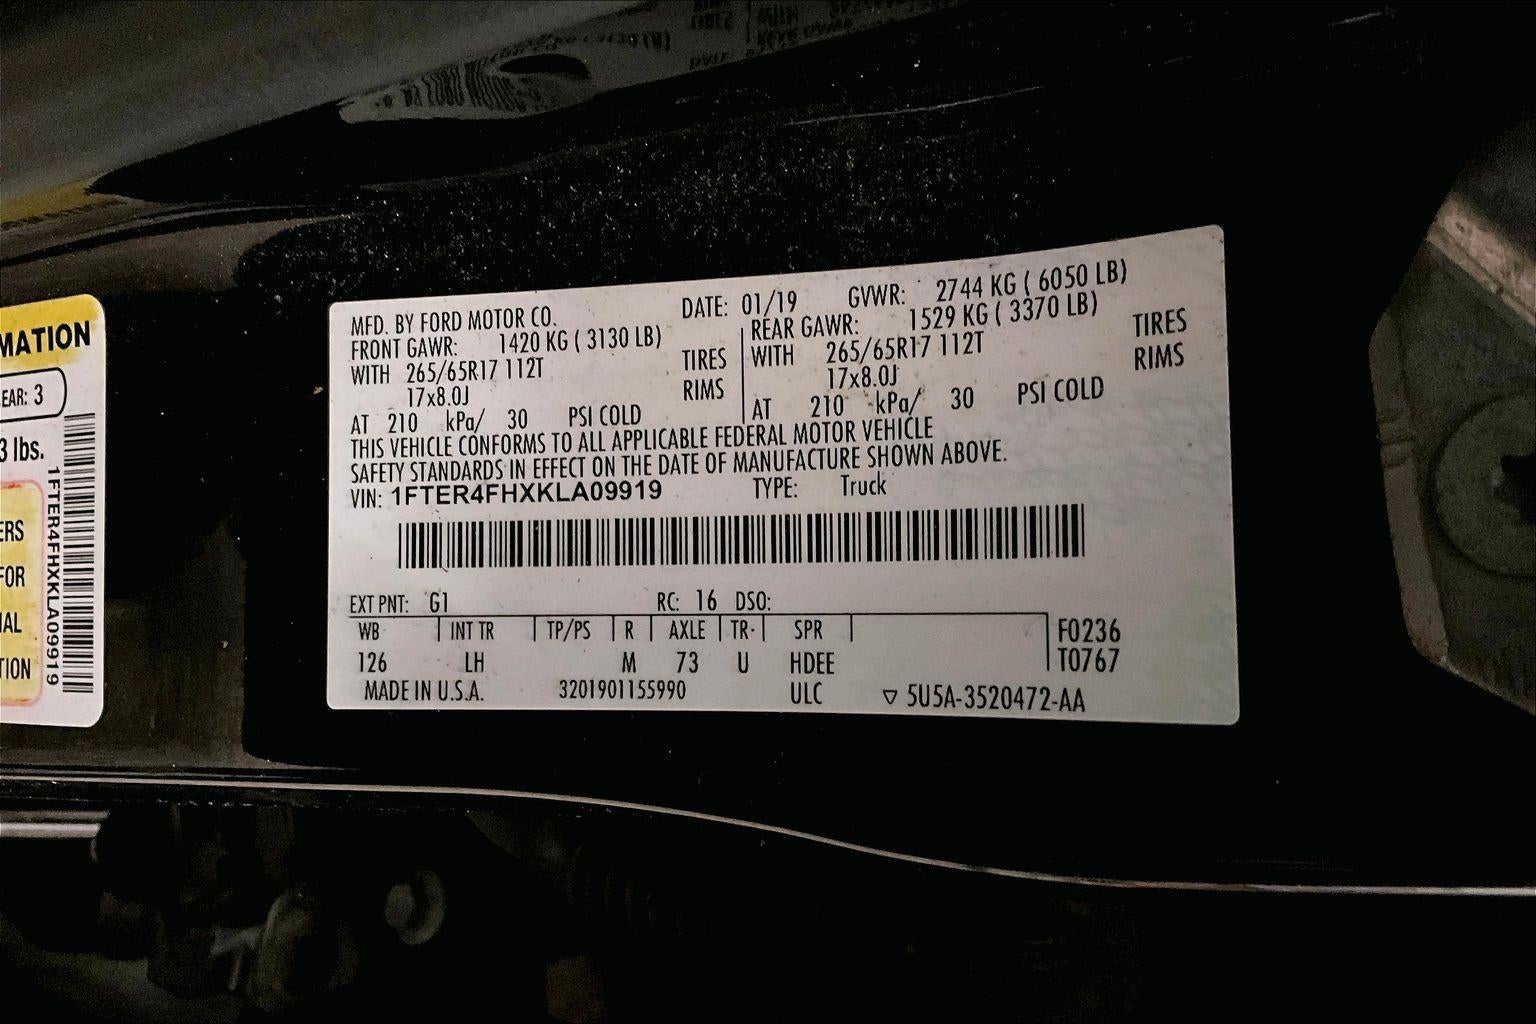 MATION
EAR: 3
3 lbs.
ERS
FOR
IAL
TION
1FTER4FHXKLA09919
MFD. BY FORD MOTOR CO. DATE: 01/19 GVWR: 2744 KG ( 6050 LB)
FRONT GAWR: 1420 KG ( 3130 LB) REAR GAWR: 1529 KG ( 3370 LB)
WITH 265/65R17 112T TIRES WITH 265/65R17 112T TIRES
17x8.0J RIMS 17x8.0J RIMS
AT 210 kPa/ 30 PSI COLD AT 210 kPa/ 30 PSI COLD
THIS VEHICLE CONFORMS TO ALL APPLICABLE FEDERAL MOTOR VEHICLE
SAFETY STANDARDS IN EFFECT ON THE DATE OF MANUFACTURE SHOWN ABOVE.
VIN: 1FTER4FHXKLA09919 TYPE: Truck
EXT PNT: G1 RC: 16 DSO:
WB INT TR TP/PS R AXLE TR SPR F0236
126 LH M 73 U HDEE T0767
MADE IN U.S.A. 3201901155990 ULC ▽ 5U5A-3520472-AA